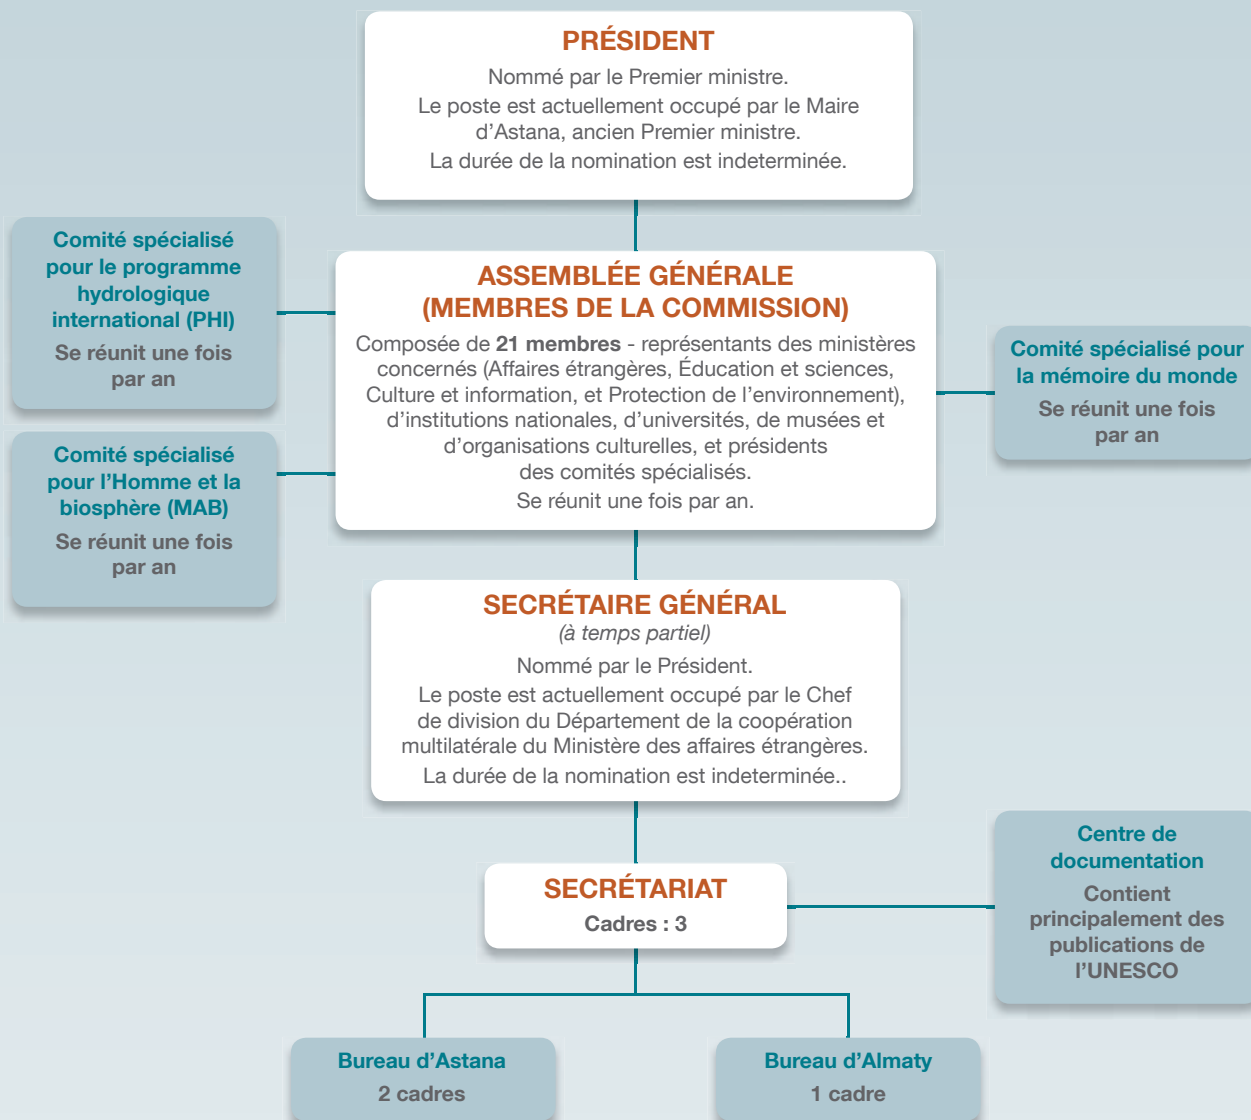 PRÉSIDENT
Nommé par le Premier ministre.
Le poste est actuellement occupé par le Maire
d’Astana, ancien Premier ministre.
La durée de la nomination est indeterminée.
Comité spécialisé
pour le programme
hydrologique
international (PHI)
Se réunit une fois
par an
ASSEMBLÉE GÉNÉRALE
(MEMBRES DE LA COMMISSION)
Composée de 21 membres - représentants des ministères
concernés (Affaires étrangères, Éducation et sciences,
Culture et information, et Protection de l’environnement),
d’institutions nationales, d’universités, de musées et
d’organisations culturelles, et présidents
des comités spécialisés.
Se réunit une fois par an.
Comité spécialisé pour
la mémoire du monde
Se réunit une fois
par an
Comité spécialisé
pour l’Homme et la
biosphère (MAB)
Se réunit une fois
par an
SECRÉTAIRE GÉNÉRAL
(à temps partiel)
Nommé par le Président.
Le poste est actuellement occupé par le Chef
de division du Département de la coopération
multilatérale du Ministère des affaires étrangères.
La durée de la nomination est indeterminée..
SECRÉTARIAT
Cadres : 3
Centre de
documentation
Contient
principalement des
publications de
l’UNESCO
Bureau d’Astana
2 cadres
Bureau d’Almaty
1 cadre